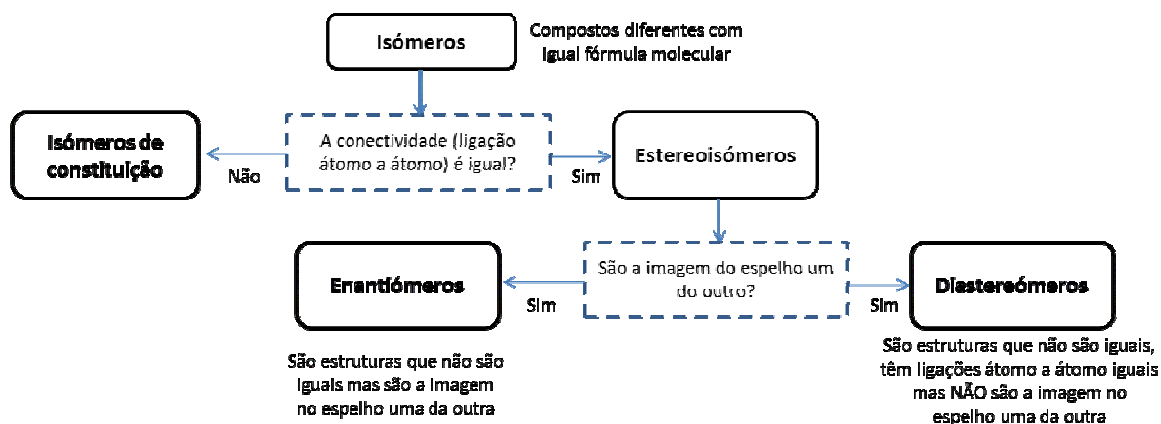 Isómeros
Compostos diferentes com
igual fórmula molecular
Isómeros de
constituição
Não
A conectividade (ligação
átomo a átomo) é igual?
Sim
Estereoisómeros
Enantiómeros
Sim
São a imagem do espelho um
do outro?
Sim
Diastereómeros
São estruturas que não são
iguais mas são a imagem
no espelho uma da outra
São estruturas que não são iguais,
têm ligações átomo a átomo iguais
mas NÃO são a imagem no
espelho uma da outra